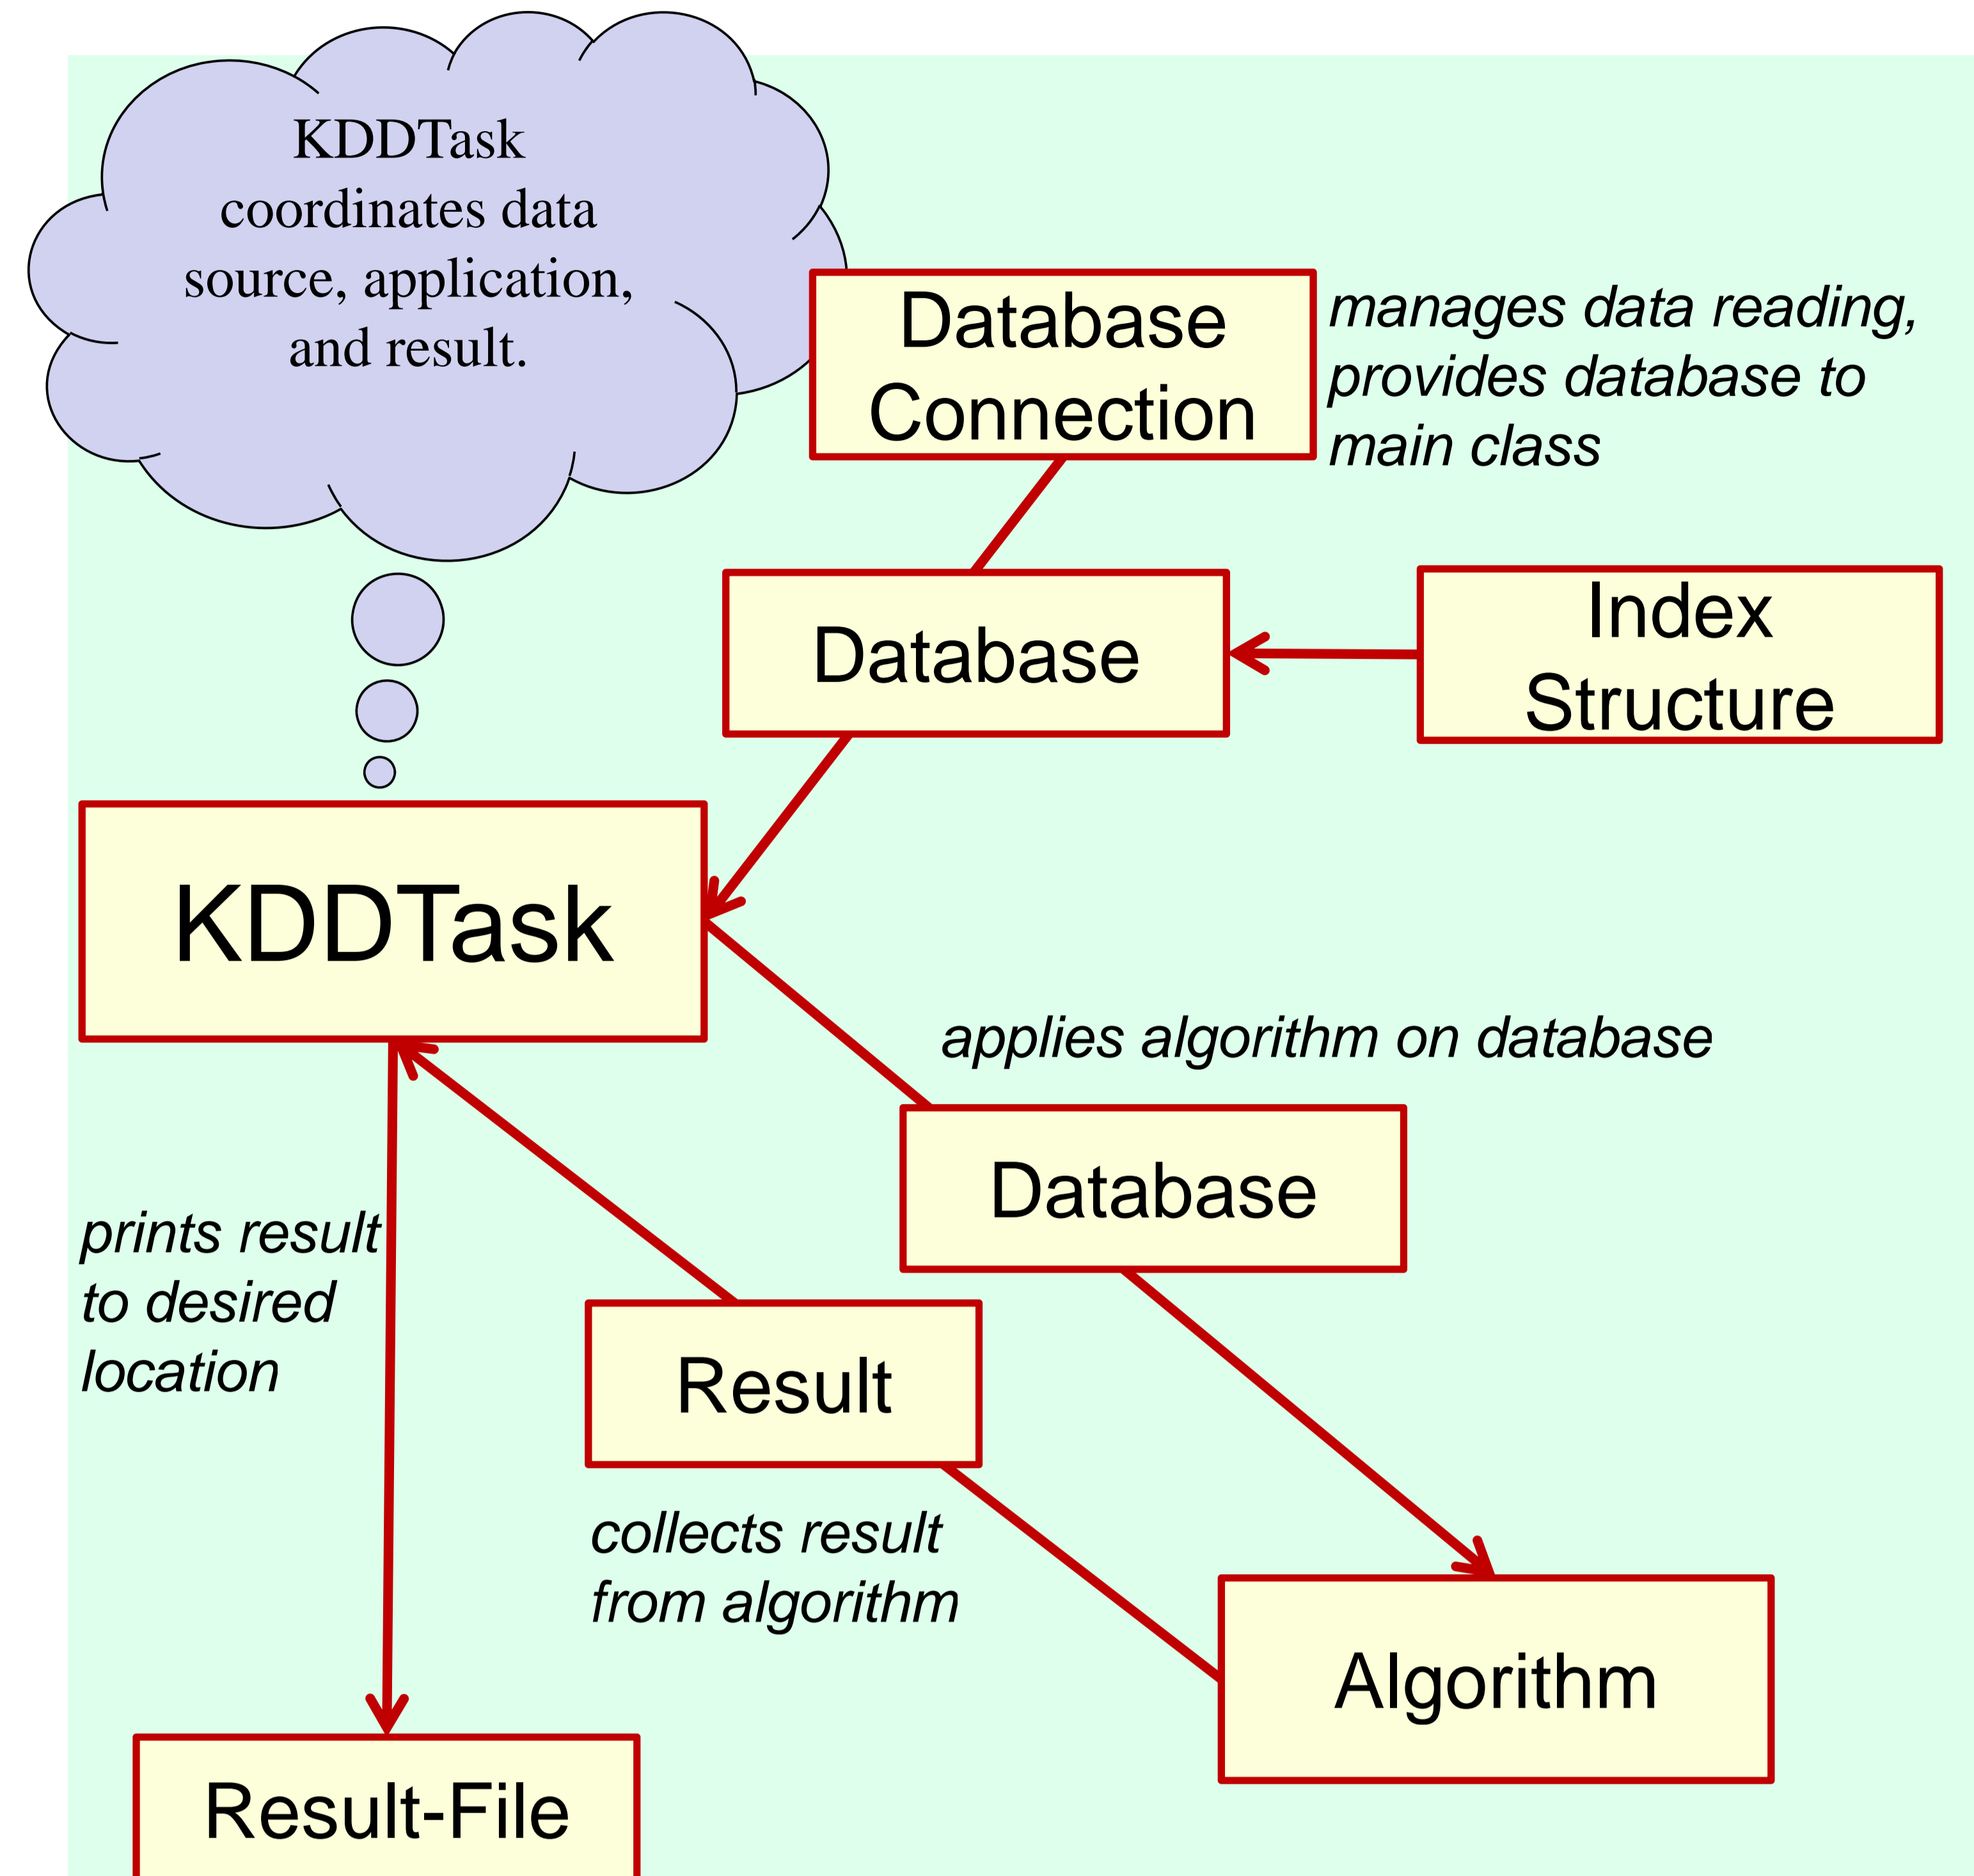 KDDTask
coordinates data
source, application,
and result.
Database
Connection
manages data reading,
provides database to
main class
Database
Index
Structure
KDDTask
applies algorithm on database
Database
prints result
to desired
location
Result
collects result
from algorithm
Algorithm
Result-File